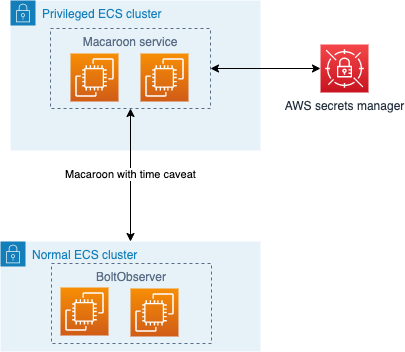 Privileged ECS cluster
Macaroon service
AWS secrets manager
Macaroon with time caveat
Normal ECS cluster
BoltObserver